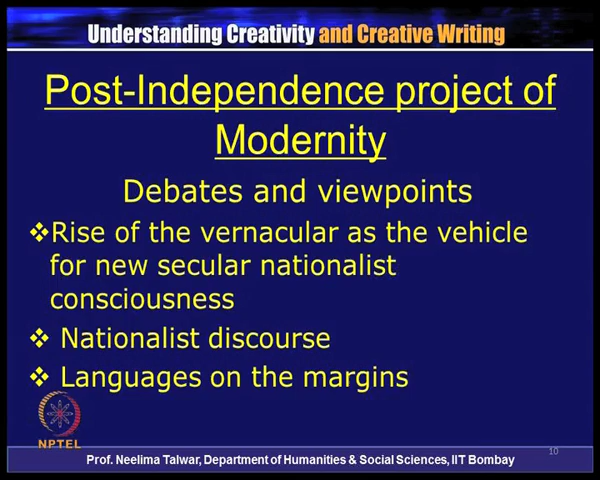 Understanding Creativity and Creative Writing
Post-Independence project of
Modernity
Debates and viewpoints
❖Rise of the vernacular as the vehicle
for new secular nationalist
consciousness
❖ Nationalist discourse
❖ Languages on the margins
NPTEL
10
Prof. Neelima Talwar, Department of Humanities & Social Sciences, IIT Bombay